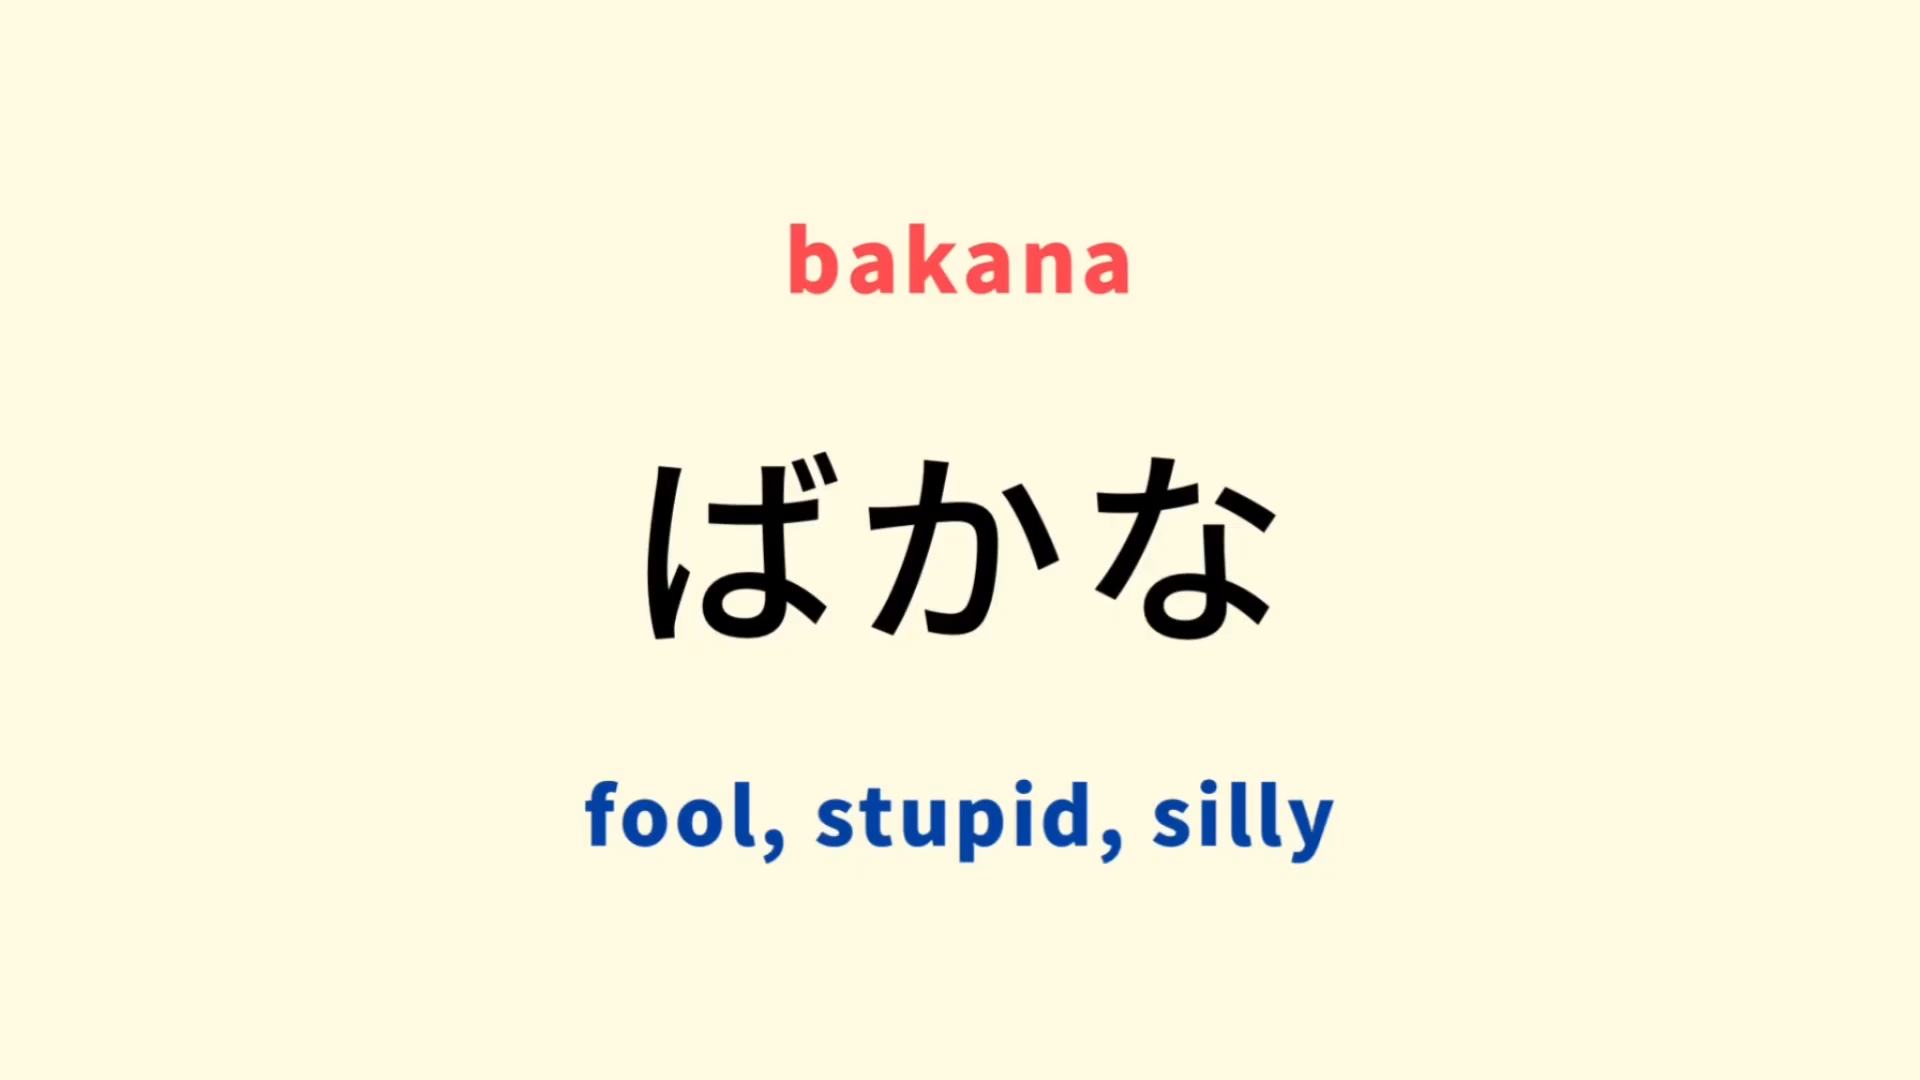 bakana
ばかな
fool, stupid, silly